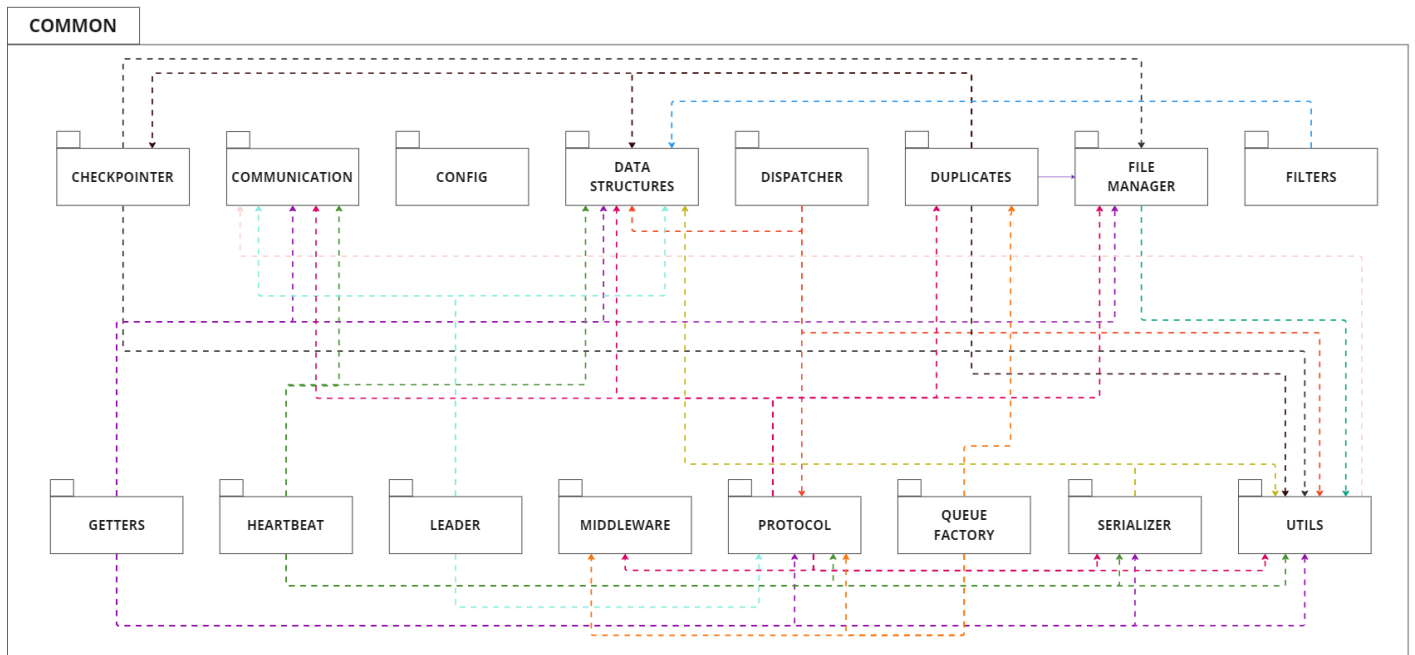 COMMON
CHECKPOINTER
COMMUNICATION
CONFIG
DATA
STRUCTURES
DISPATCHER
DUPLICATES
FILE
MANAGER
FILTERS
GETTERS
HEARTBEAT
LEADER
MIDDLEWARE
PROTOCOL
QUEUE
FACTORY
SERIALIZER
UTILS